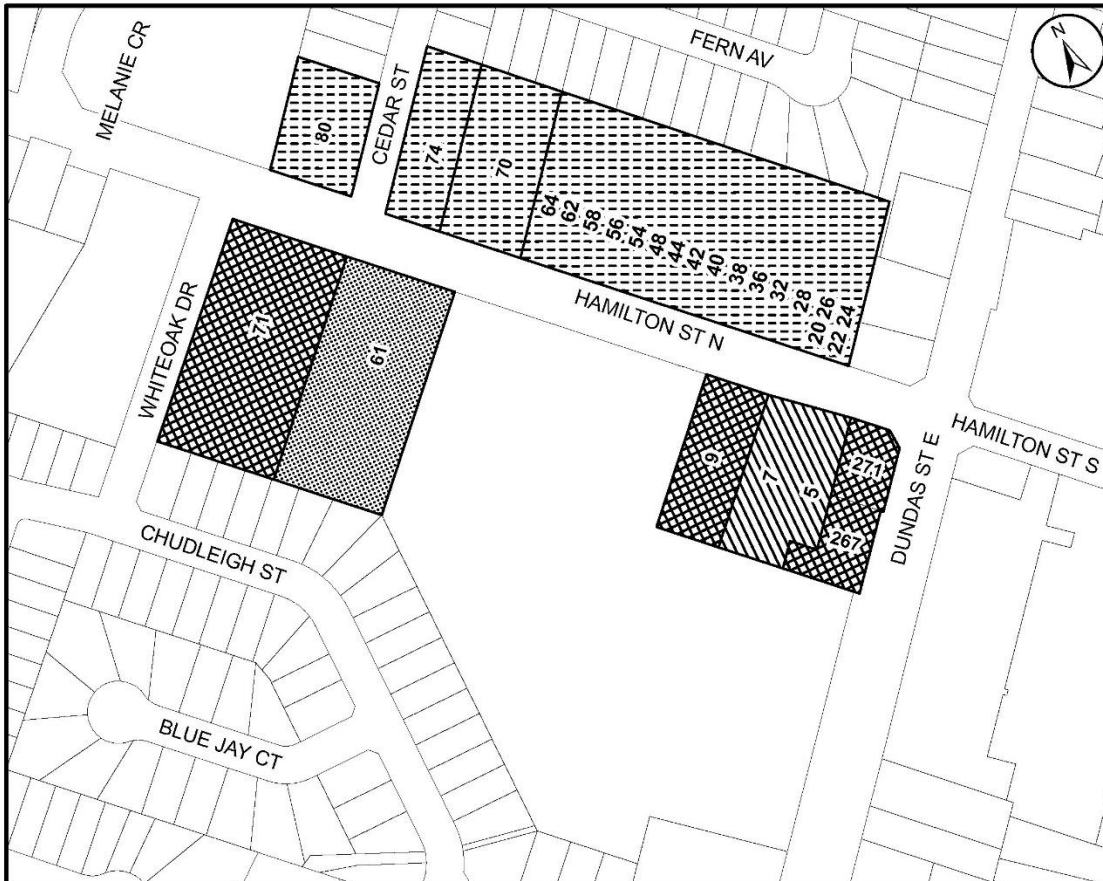 MELANIE CR
FERN AV
N
CEDAR ST
80
74
70
64
62
58
56
54
48
44
42
40
38
36
32
28
26
24
20
22
HAMILTON ST N
WHITEOAK DR
71
61
9
7
5
271
267
DUNDAS ST E
HAMILTON ST S
CHUDLEIGH ST
BLUE JAY CT